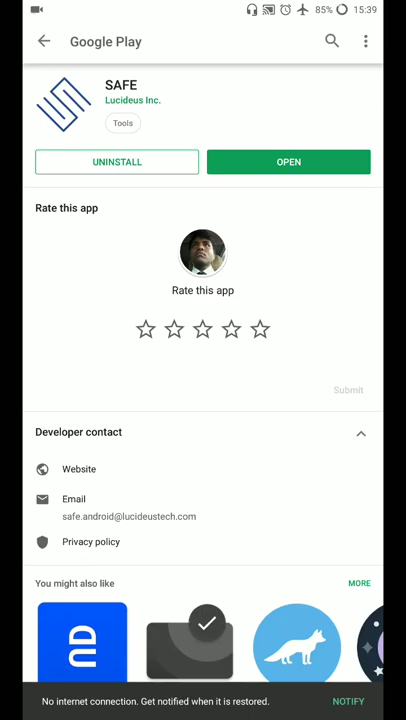 85% 15:39
Google Play
SAFE
Lucideus Inc.
Tools
UNINSTALL OPEN
Rate this app
Rate this app
Submit
Developer contact
Website
Email
safe.android@lucideustech.com
Privacy policy
You might also like MORE
No internet connection. Get notified when it is restored. NOTIFY